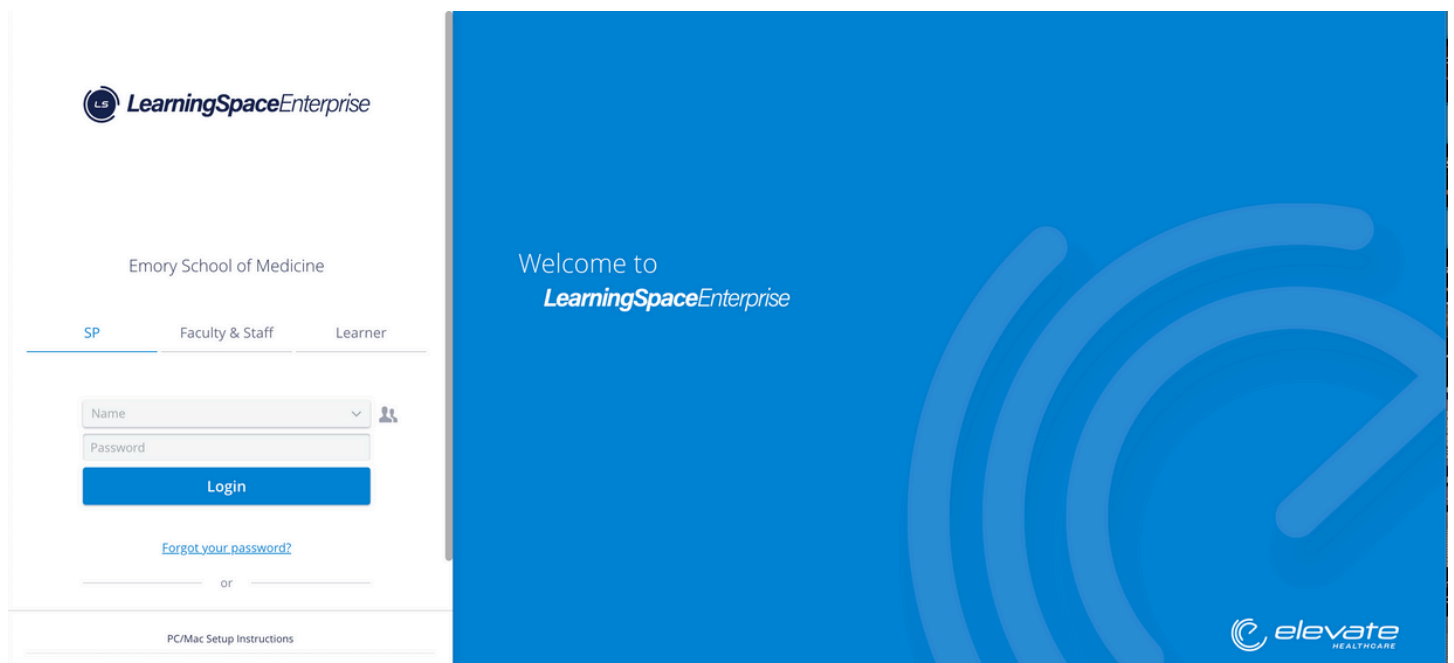 LS LearningSpaceEnterprise
Emory School of Medicine
SP Faculty & Staff Learner
Name
Password
Login
Forgot your password?
or
PC/Mac Setup Instructions
Welcome to
LearningSpaceEnterprise
elevate
HEALTHCARE